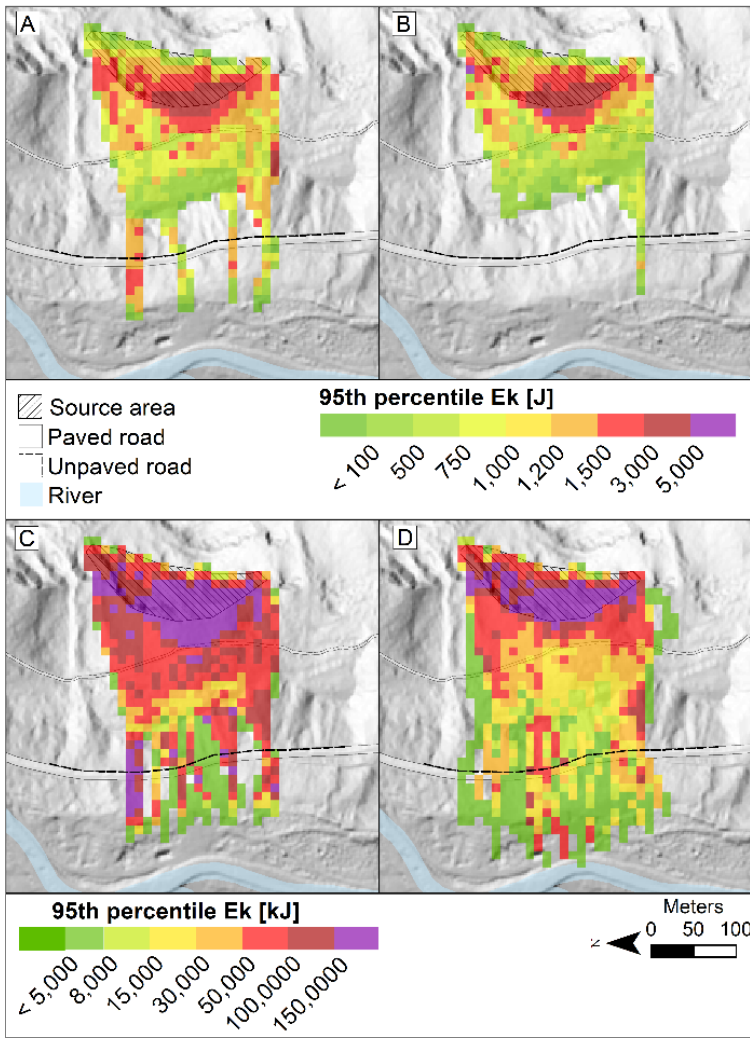 A
B
Source area
Paved road
Unpaved road
River
95th percentile Ek [J]
< 100
500
750
1,000
1,200
1,500
3,000
5,000
C
D
95th percentile Ek [kJ]
< 5,000
8,000
15,000
30,000
50,000
100,0000
150,0000
N
Meters
0 50 100